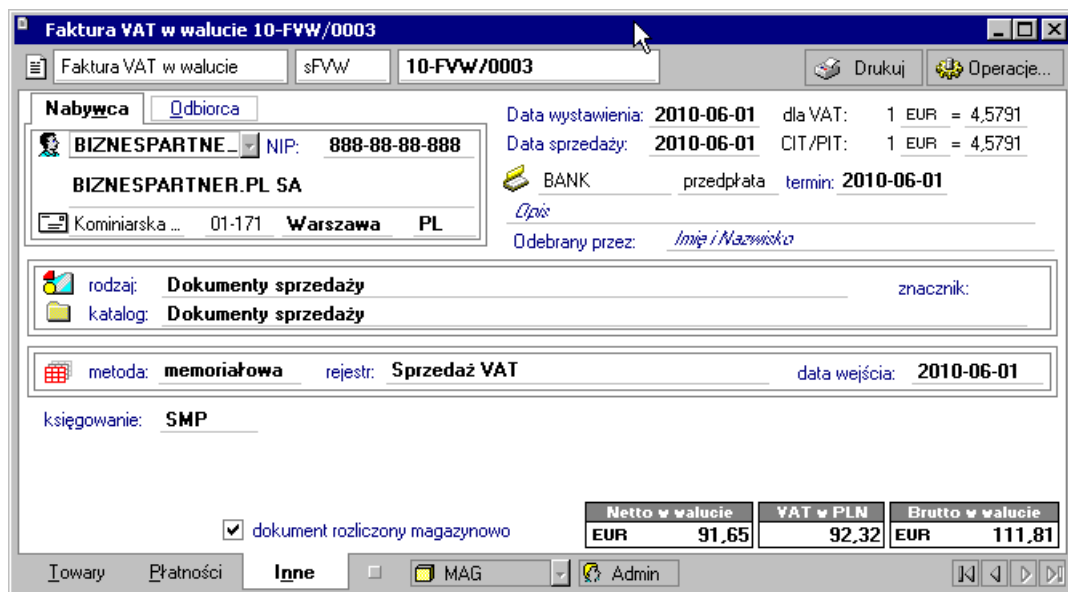 Faktura VAT w walucie 10-FVW/0003
Faktura VAT w walucie sFVW 10-FVW/0003 Drukuj Operacje...
Nabywca Odbiorca
Data wystawienia: 2010-06-01 dla VAT: 1 EUR = 4,5791
BIZNESPARTNE_ NIP: 888-88-88-888
Data sprzedaży: 2010-06-01 CIT/PIT: 1 EUR = 4,5791
BIZNESPARTNER.PL SA
BANK przedpłata termin: 2010-06-01
Opis
Kominiarska ... 01-171 Warszawa PL
Odebrany przez: Imię i Nazwisko
rodzaj: Dokumenty sprzedaży znacznik:
katalog: Dokumenty sprzedaży
metoda: memoriałowa rejestr: Sprzedaż VAT data wejścia: 2010-06-01
księgowanie: SMP
Netto w walucie VAT w PLN Brutto w walucie
dokument rozliczony magazynowo EUR 91,65 92,32 EUR 111,81
Towary Płatności Inne MAG Admin